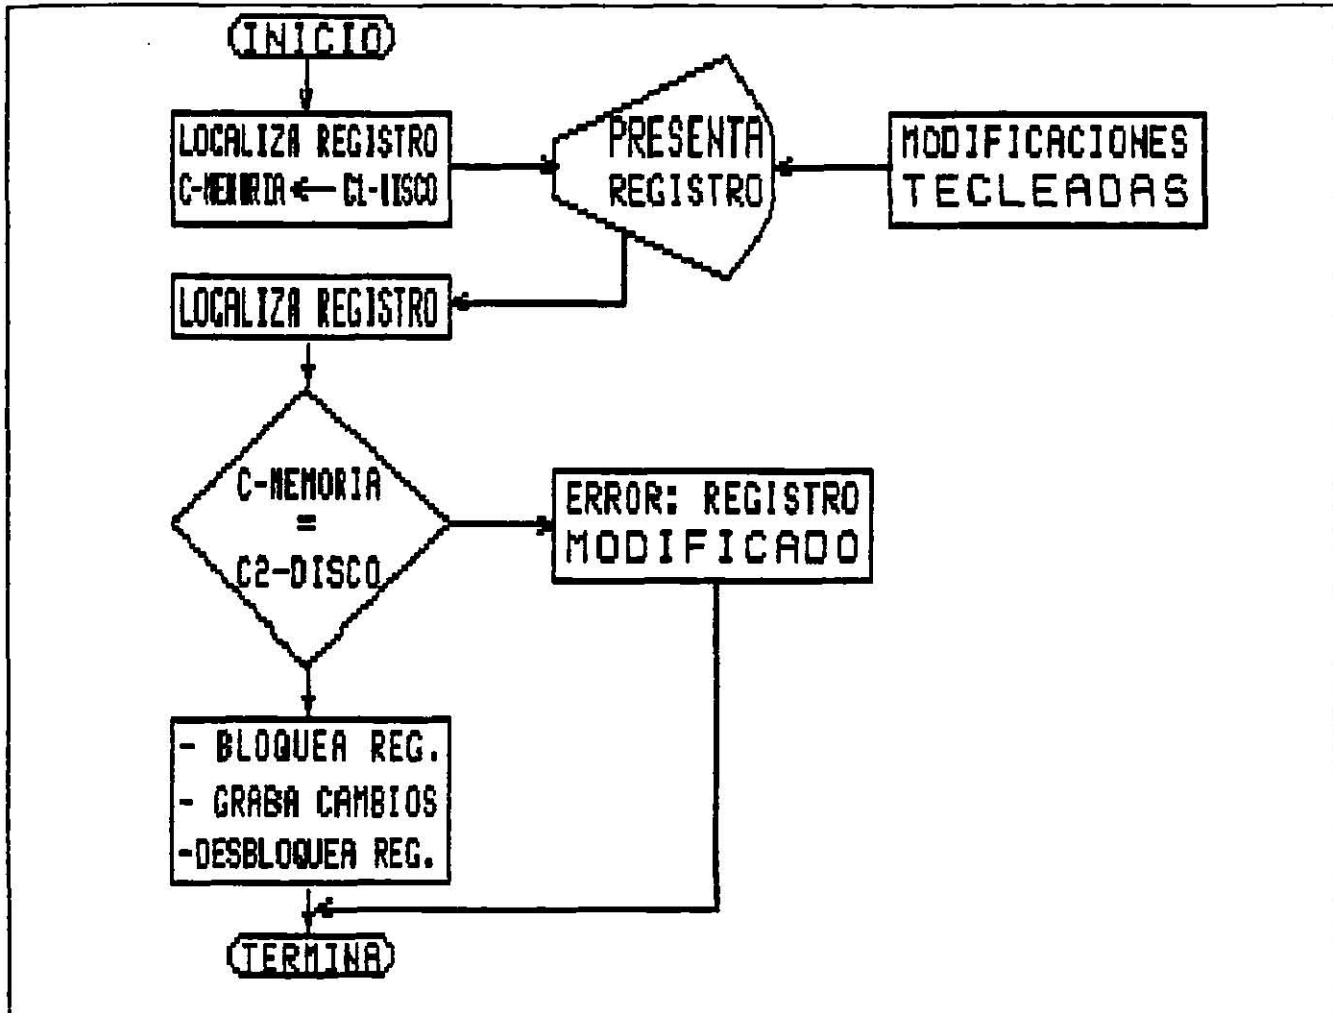 INICIO
LOCALIZA REGISTRO
C-MEMORIA ← C1-DISCO
PRESENTA
REGISTRO
MODIFICACIONES
TECLEADAS
LOCALIZA REGISTRO
C-MEMORIA
=
C2-DISCO
ERROR: REGISTRO
MODIFICADO
- BLOQUEA REG.
- GRABA CAMBIOS
-DESBLOQUEA REG.
TERMINA